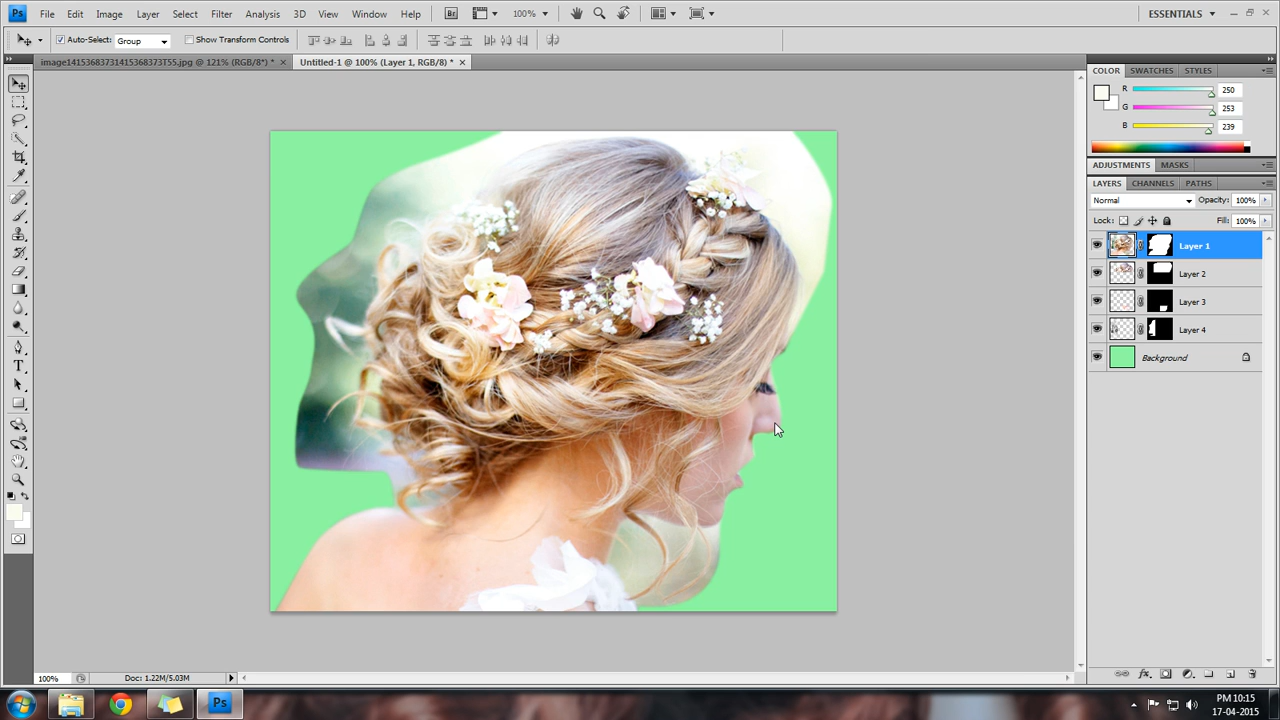 Ps File Edit Image Layer Select Filter Analysis 3D View Window Help Br 100% ESSENTIALS
Auto-Select: Group Show Transform Controls
image14153683731415368373T55.jpg @ 121% (RGB/8*) * Untitled-1 @ 100% (Layer 1, RGB/8) *
COLOR SWATCHES STYLES
R 250
G 253
B 239
ADJUSTMENTS MASKS
LAYERS CHANNELS PATHS
Normal Opacity: 100%
Lock: Fill: 100%
Layer 1
Layer 2
Layer 3
Layer 4
Background
100% Doc: 1.22M/5.03M
Ps
PM 10:15
17-04-2015